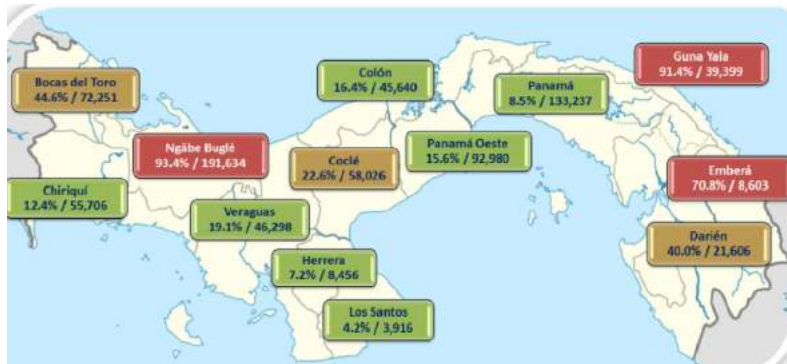 Guna Yala
91.4% / 39,399
Colón
16.4% / 45,640
Bocas del Toro
44.6% / 72,251
Panamá
8.5% / 133,237
Ngäbe Buglé
93.4% / 191,634
Coclé
22.6% / 58,026
Panamá Oeste
15.6% / 92,980
Emberá
70.8% / 8,603
Chiriquí
12.4% / 55,706
Veraguas
19.1% / 46,298
Darién
40.0% / 21,606
Herrera
7.2% / 8,456
Los Santos
4.2% / 3,916